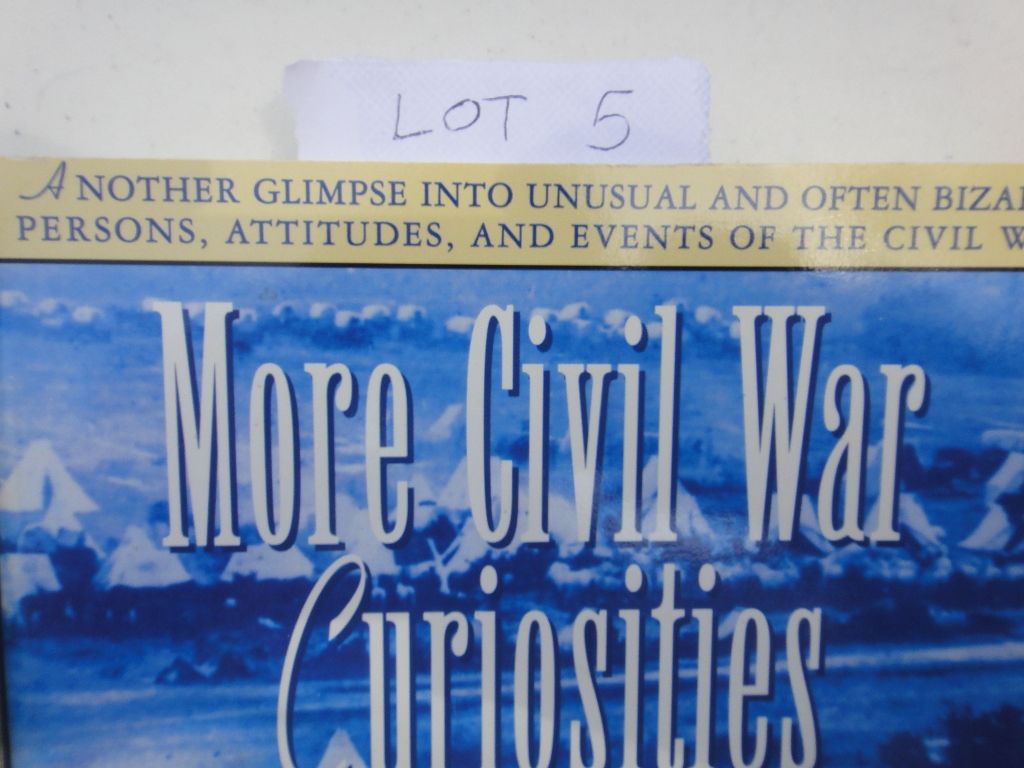 LOT 5
ANOTHER GLIMPSE INTO UNUSUAL AND OFTEN
PERSONS, ATTITUDES, AND EVENTS OF THE CIVIL
More Civil War
Curiosities